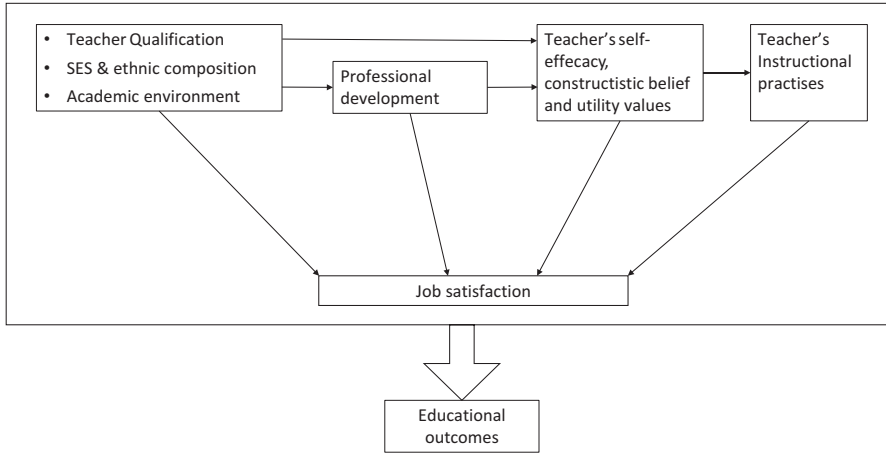 • Teacher Qualification
• SES & ethnic composition
• Academic environment
Professional
development
Teacher's self-
effecacy,
constructistic belief
and utility values
Teacher's
Instructional
practises
Job satisfaction
Educational
outcomes